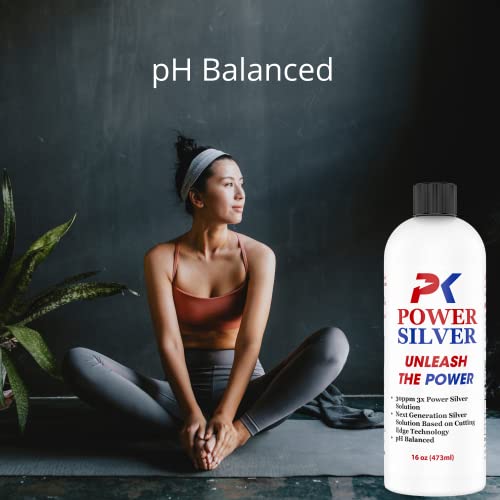 pH Balanced
PK
POWER
SILVER
UNLEASH
THE POWER
• 30ppm 3x Power Silver
Solution
• Next Generation Silver
Solution Based on Cutting
Edge Technology
• pH Balanced
16 oz (473ml)